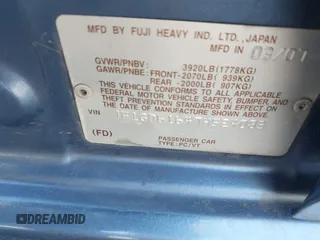 MFD BY FUJI HEAVY IND. LTD., JAPAN
09/01
GVWR/PNBV: 3920LB(1778KG)
GAWR/PNBE: FRONT-2070LB( 939KG)
REAR -2000LB( 907KG)
THIS VEHICLE CONFORMS TO ALL APPLICABLE
FEDERAL MOTOR VEHICLE SAFETY, BUMPER, AND
THEFT PREVENTION STANDARDS IN EFFECT ON THE
DATE OF MANUFACTURE SHOWN ABOVE.
VIN
(FD)
PASSENGER CAR
TYPE:PC/VT
DREAMBID